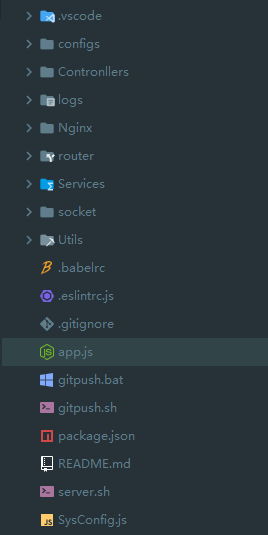 .vscode
configs
Contronllers
logs
Nginx
router
Services
socket
Utils
.babelrc
.eslintrc.js
.gitignore
app.js
gitpush.bat
gitpush.sh
package.json
README.md
server.sh
SysConfig.js